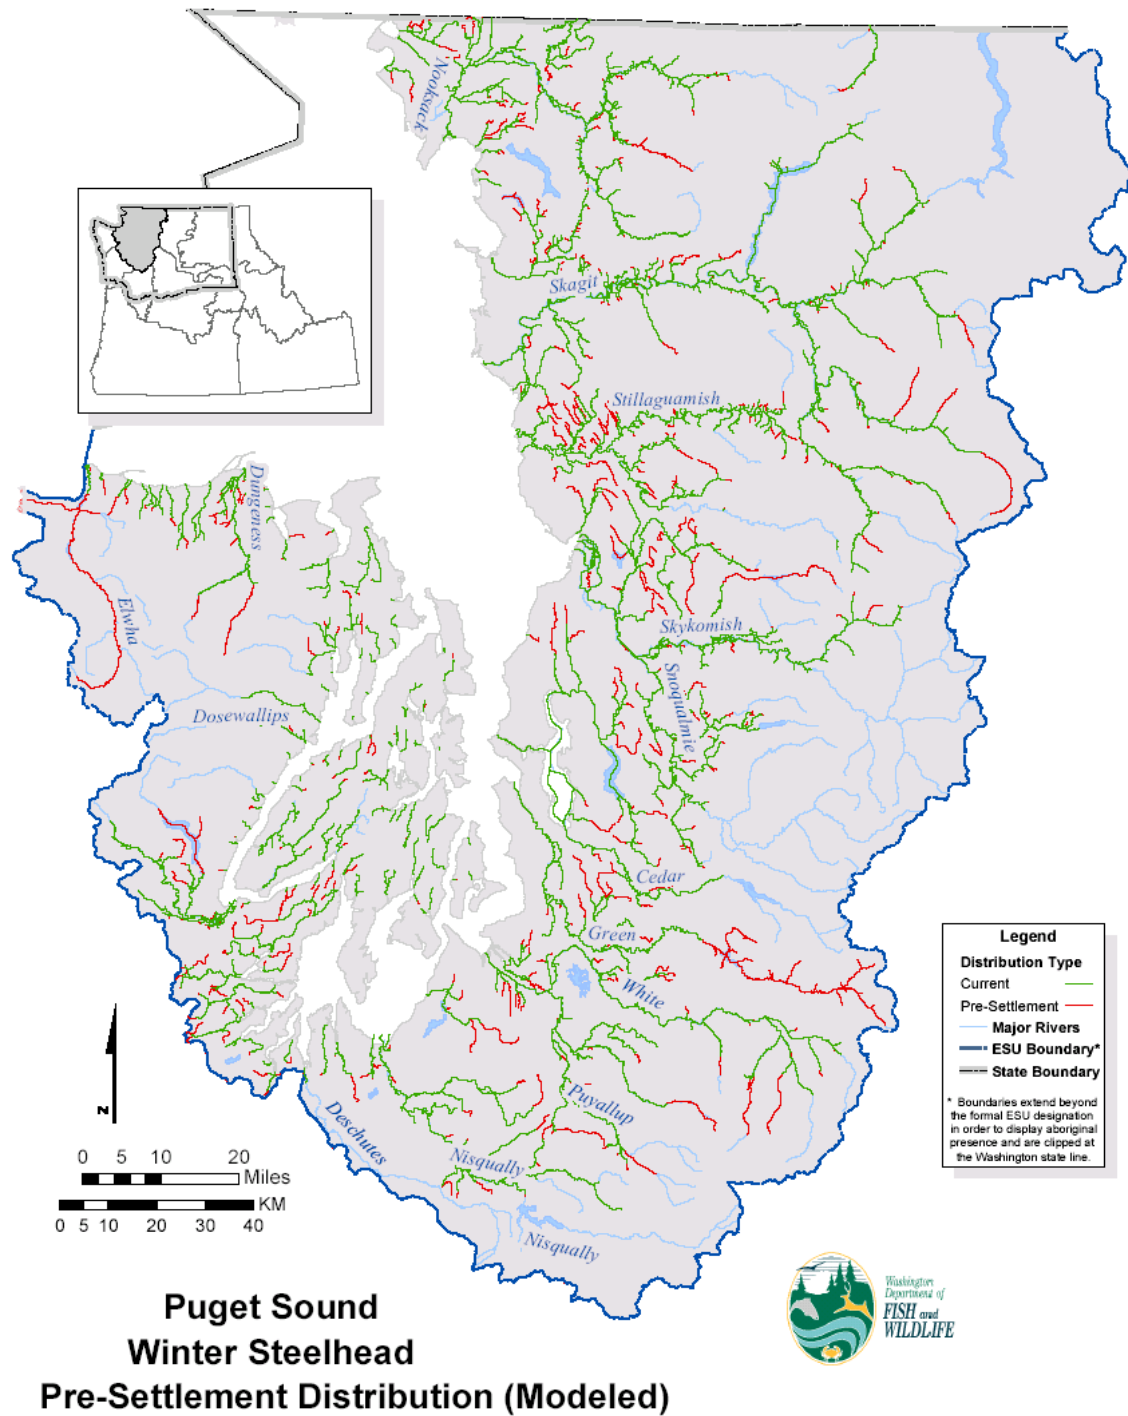 Nooksack
Skagit
Stillaguamish
Dungeness
Elwha
Skykomish
Snoqualmie
Dosewallips
Cedar
Green
White
Puyallup
Deschutes
Nisqually
Nisqually
Legend
Distribution Type
Current
Pre-Settlement
Major Rivers
ESU Boundary*
State Boundary
* Boundaries extend beyond
the formal ESU designation
in order to display aboriginal
presence and are clipped at
the Washington state line.
N
0 5 10 20
Miles
KM
0 5 10 20 30 40
Puget Sound
Winter Steelhead
Pre-Settlement Distribution (Modeled)
Washington
Department of
FISH and
WILDLIFE